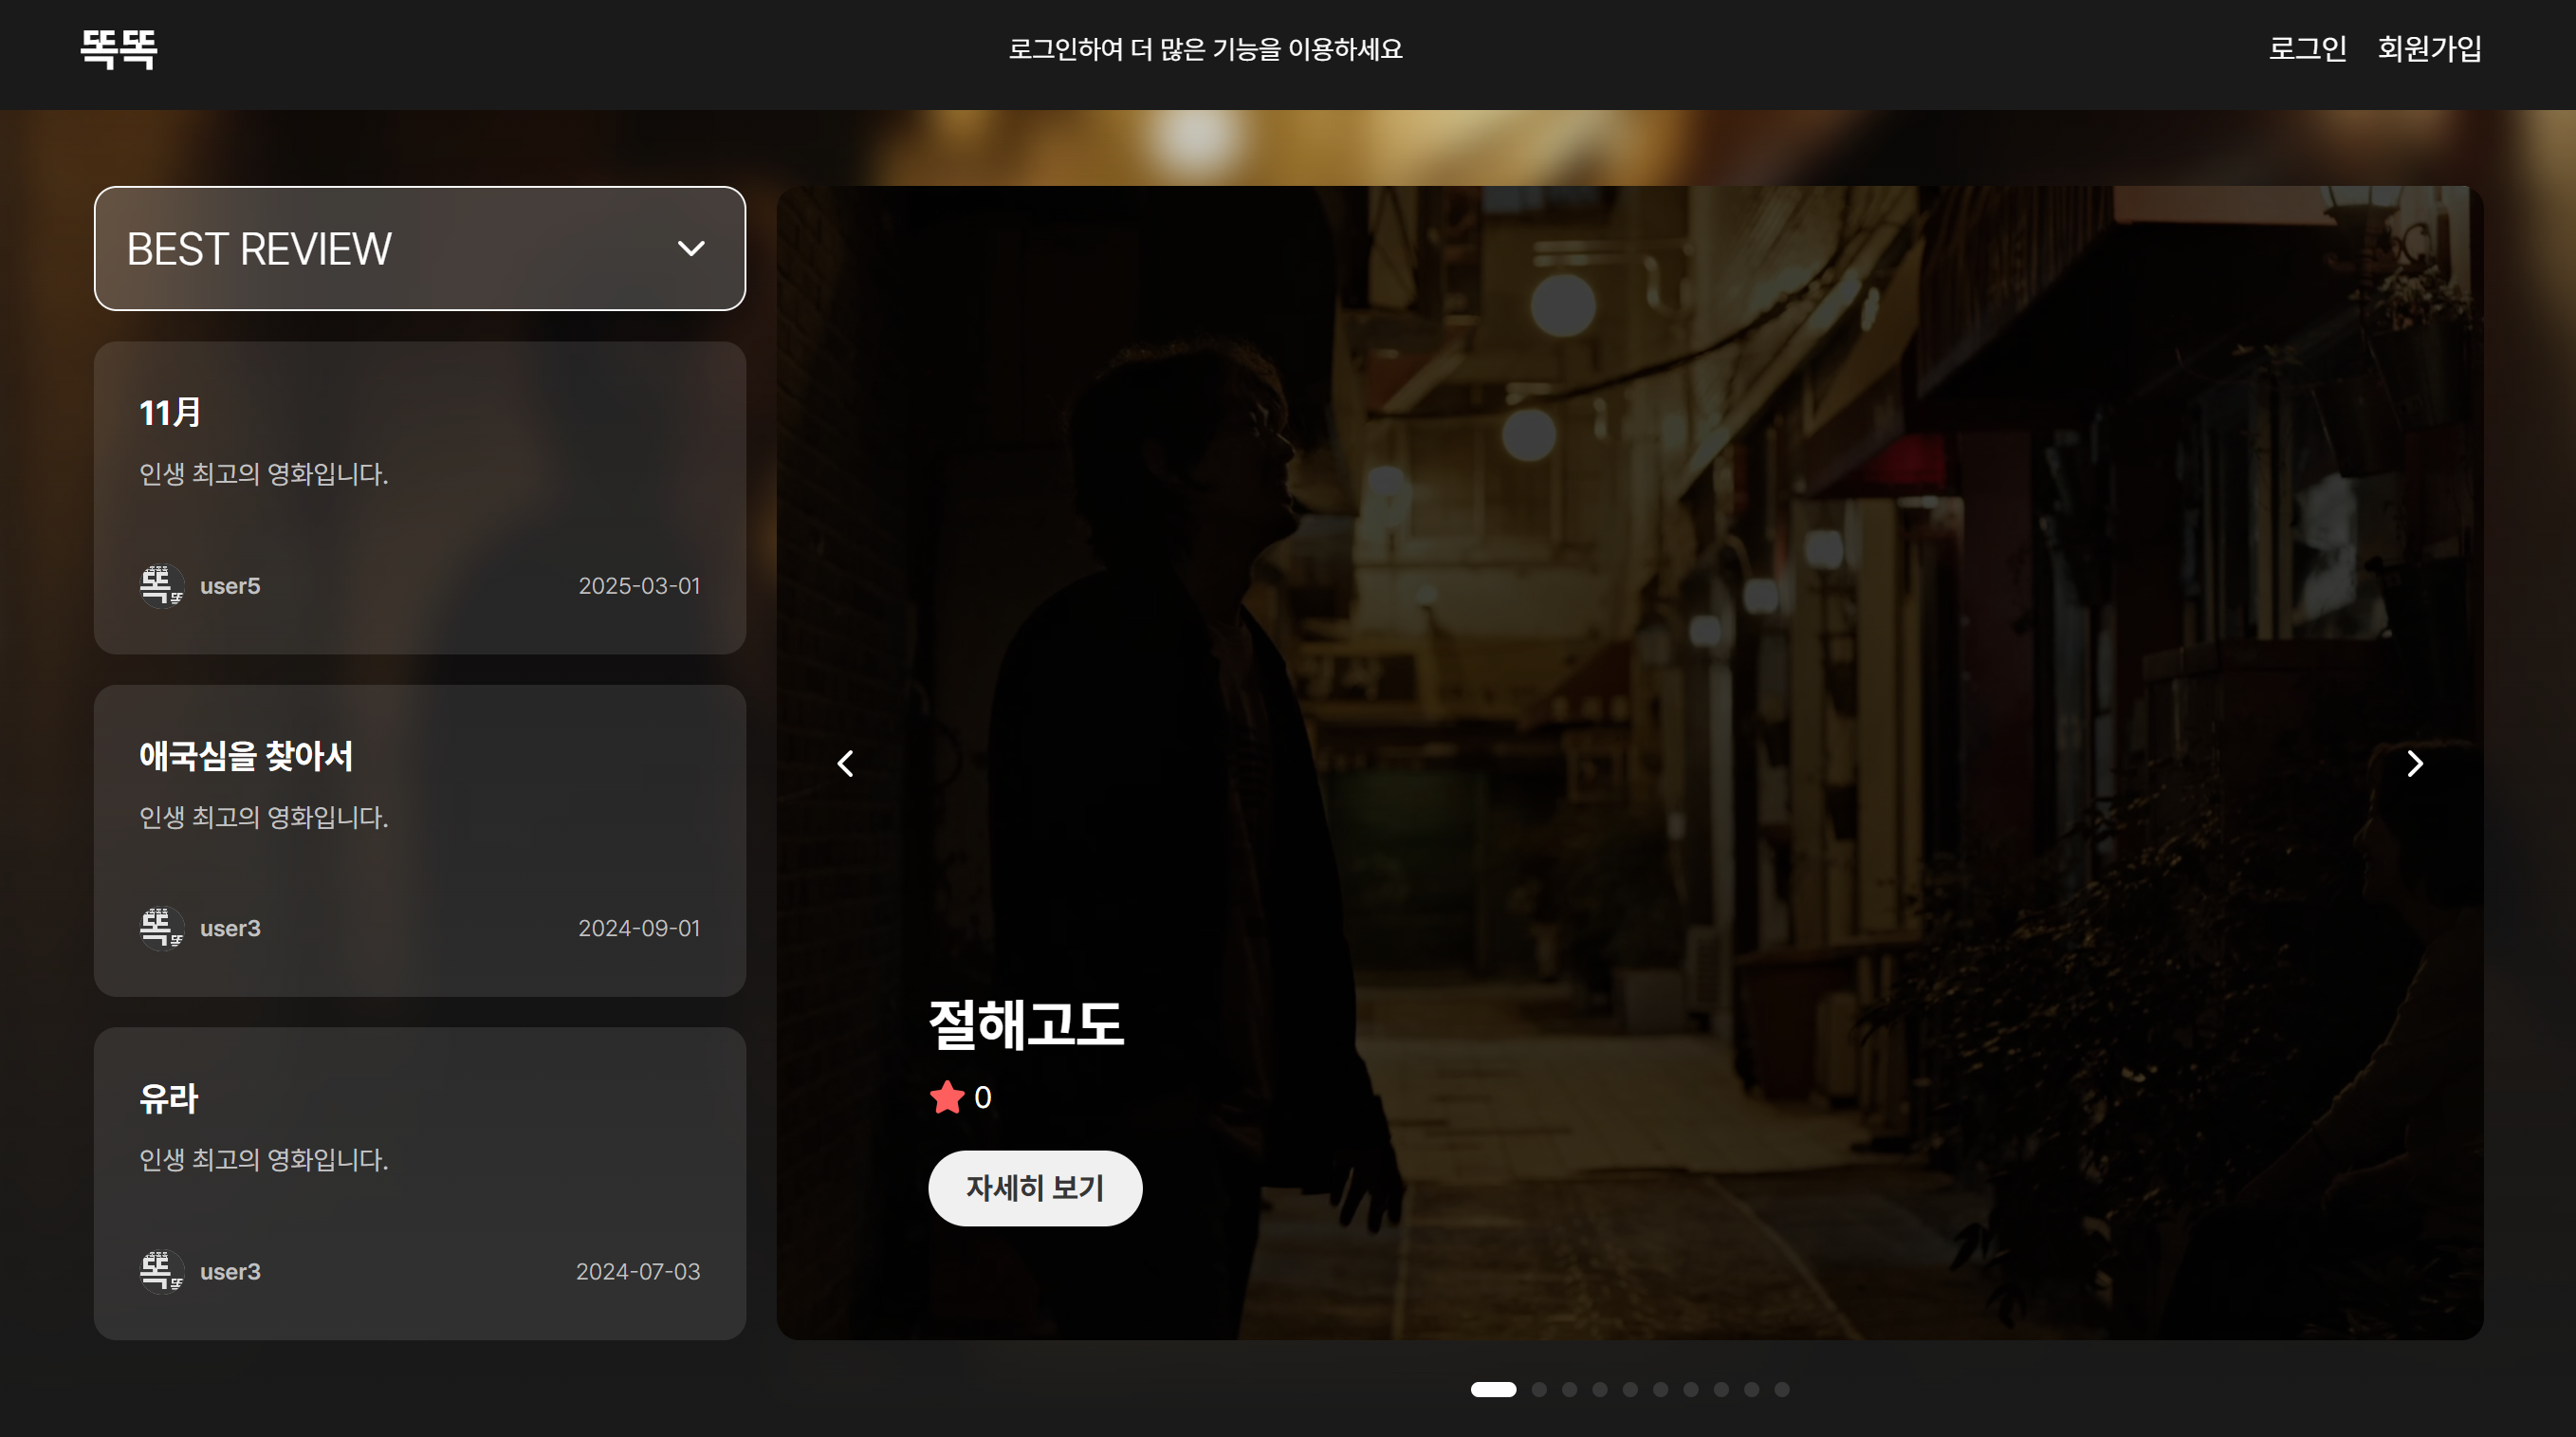 똑똑
로그인하여 더 많은 기능을 이용하세요
로그인 회원가입
BEST REVIEW
11月
인생 최고의 영화입니다.
user5 2025-03-01
애국심을 찾아서
인생 최고의 영화입니다.
user3 2024-09-01
유라
인생 최고의 영화입니다.
user3 2024-07-03
절해고도
0
자세히 보기